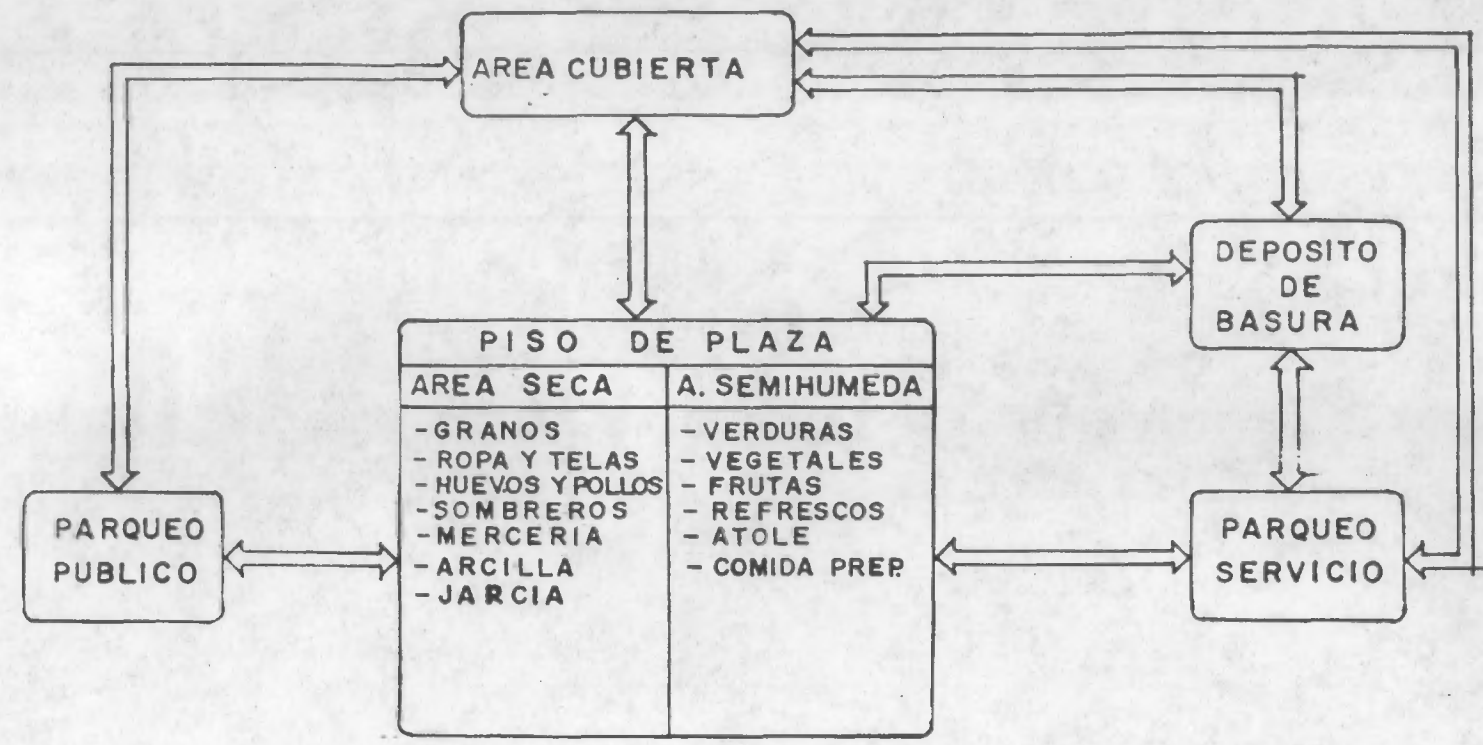 AREA CUBIERTA
DEPOSITO
DE
BASURA
PISO DE PLAZA
AREA SECA
-GRANOS
-ROPA Y TELAS
-HUEVOS Y POLLOS
-SOMBREROS
-MERCERIA
-ARCILLA
-JARCIA
A. SEMIHUMEDA
-VERDURAS
-VEGETALES
-FRUTAS
-REFRESCOS
-ATOLE
-COMIDA PREP.
PARQUEO
PUBLICO
PARQUEO
SERVICIO